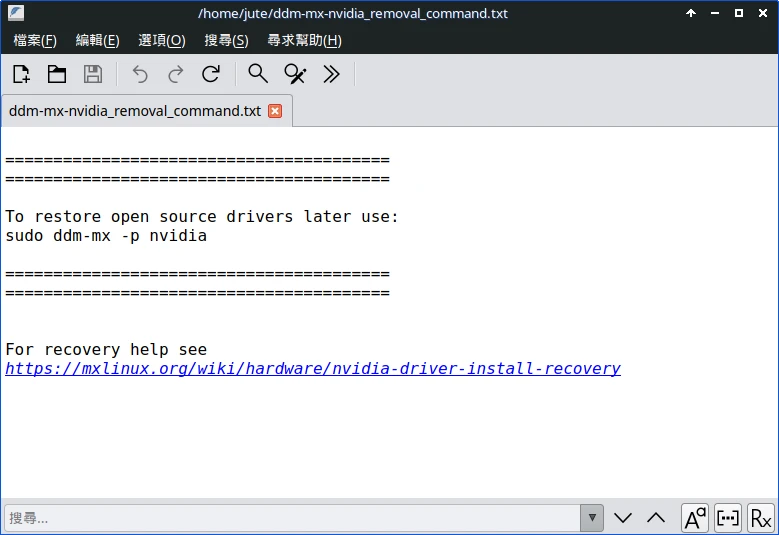 /home/jute/ddm-mx-nvidia_removal_command.txt
檔案(F) 編輯(E) 選項(O) 搜尋(S) 尋求幫助(H)
ddm-mx-nvidia_removal_command.txt
========================================
========================================
To restore open source drivers later use:
sudo ddm-mx -p nvidia
========================================
========================================
For recovery help see
https://mxlinux.org/wiki/hardware/nvidia-driver-install-recovery
搜尋...
Aa [...] Rx